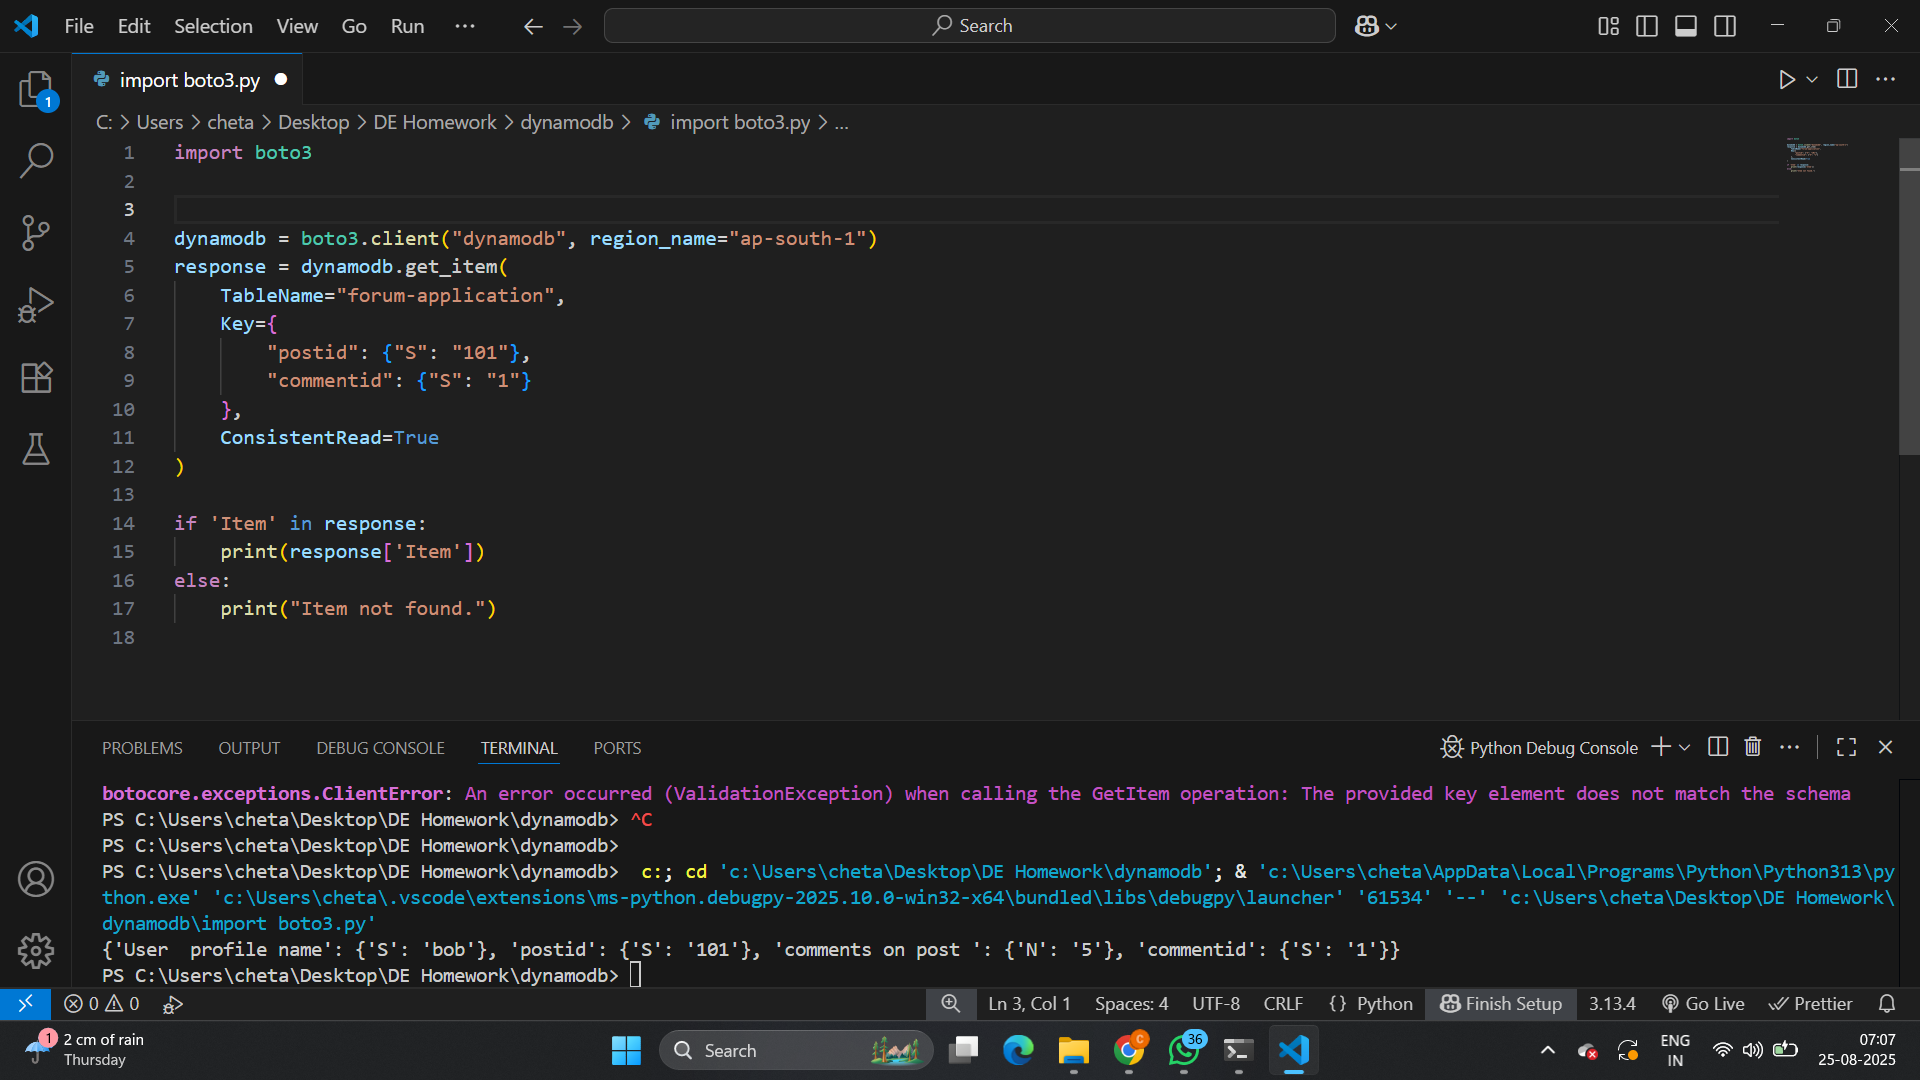 File Edit Selection View Go Run ··· Search
import boto3.py
1
C: > Users > cheta > Desktop > DE Homework > dynamodb > import boto3.py > ...
1 import boto3
2
3
4 dynamodb = boto3.client("dynamodb", region_name="ap-south-1")
5 response = dynamodb.get_item(
6     TableName="forum-application",
7     Key={
8         "postid": {"S": "101"},
9         "commentid": {"S": "1"}
10     },
11     ConsistentRead=True
12 )
13
14 if 'Item' in response:
15     print(response['Item'])
16 else:
17     print("Item not found.")
18
PROBLEMS OUTPUT DEBUG CONSOLE TERMINAL PORTS Python Debug Console
botocore.exceptions.ClientError: An error occurred (ValidationException) when calling the GetItem operation: The provided key element does not match the schema
PS C:\Users\cheta\Desktop\DE Homework\dynamodb> ^C
PS C:\Users\cheta\Desktop\DE Homework\dynamodb>
PS C:\Users\cheta\Desktop\DE Homework\dynamodb>  c:; cd 'c:\Users\cheta\Desktop\DE Homework\dynamodb'; & 'c:\Users\cheta\AppData\Local\Programs\Python\Python313\py
thon.exe' 'c:\Users\cheta\.vscode\extensions\ms-python.debugpy-2025.10.0-win32-x64\bundled\libs\debugpy\launcher' '61534' '--' 'c:\Users\cheta\Desktop\DE Homework\
dynamodb\import boto3.py'
{'User  profile name': {'S': 'bob'}, 'postid': {'S': '101'}, 'comments on post ': {'N': '5'}, 'commentid': {'S': '1'}}
PS C:\Users\cheta\Desktop\DE Homework\dynamodb>
0 0 Ln 3, Col 1 Spaces: 4 UTF-8 CRLF {} Python Finish Setup 3.13.4 Go Live Prettier
1 2 cm of rain
Thursday
Search
C
36
ENG
IN
07:07
25-08-2025